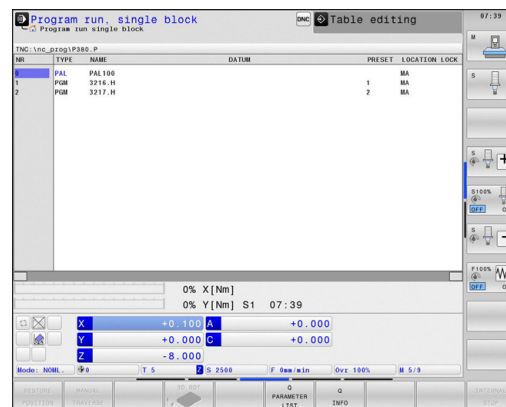 Program run, single block
Program run single block
DNC
Table editing
07:39
TNC:\nc_prog\P380.P
NR TYPE NAME DATUM PRESET LOCATION LOCK
0 PAL PAL100 MA
1 PGM 3216.H 1 MA
2 PGM 3217.H 2 MA
M
S
S
S100%
OFF
S
F100%
OFF
0% X[Nm]
0% Y[Nm] S1 07:39
X +0.100 A +0.000
Y +0.000 C +0.000
Z -8.000
Mode: NOML. 0 T 5 Z S 2500 F 0mm/min Ovr 100% M 5/9
RESTORE POSITION
MANUAL TRAVERSE
3D ROT
Q PARAMETER LIST
Q INFO
INTERNAL STOP